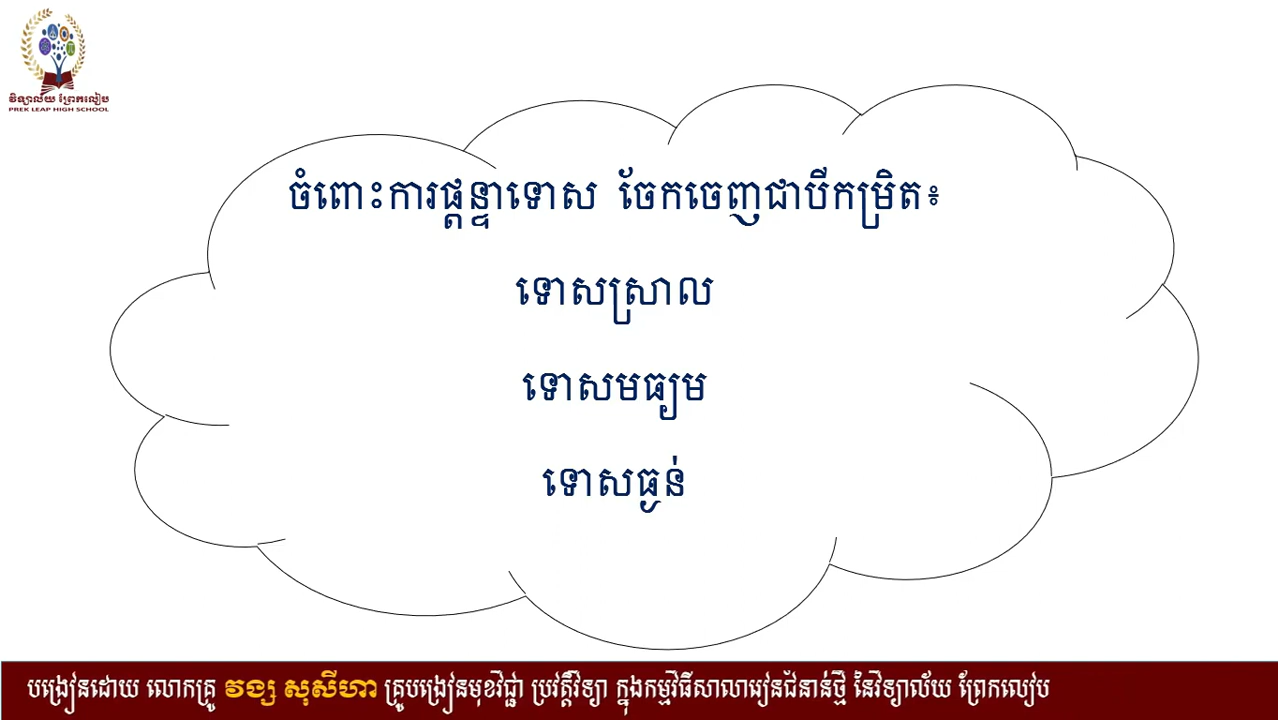 វិទ្យាល័យ ព្រែកលៀប
PREK LEAP HIGH SCHOOL
ចំពោះការផ្តន្ទាទោស ចែកចេញជាបីកម្រិត៖
ទោសស្រាល
ទោសមធ្យម
ទោសធ្ងន់
បង្រៀនដោយ លោកគ្រូ វង្ស សុសីហា គ្រូបង្រៀនមុខវិជ្ជា ប្រវត្តិវិទ្យា ក្នុងកម្មវិធីសាលារៀនជំនាន់ថ្មី នៃវិទ្យាល័យ ព្រែកលៀប